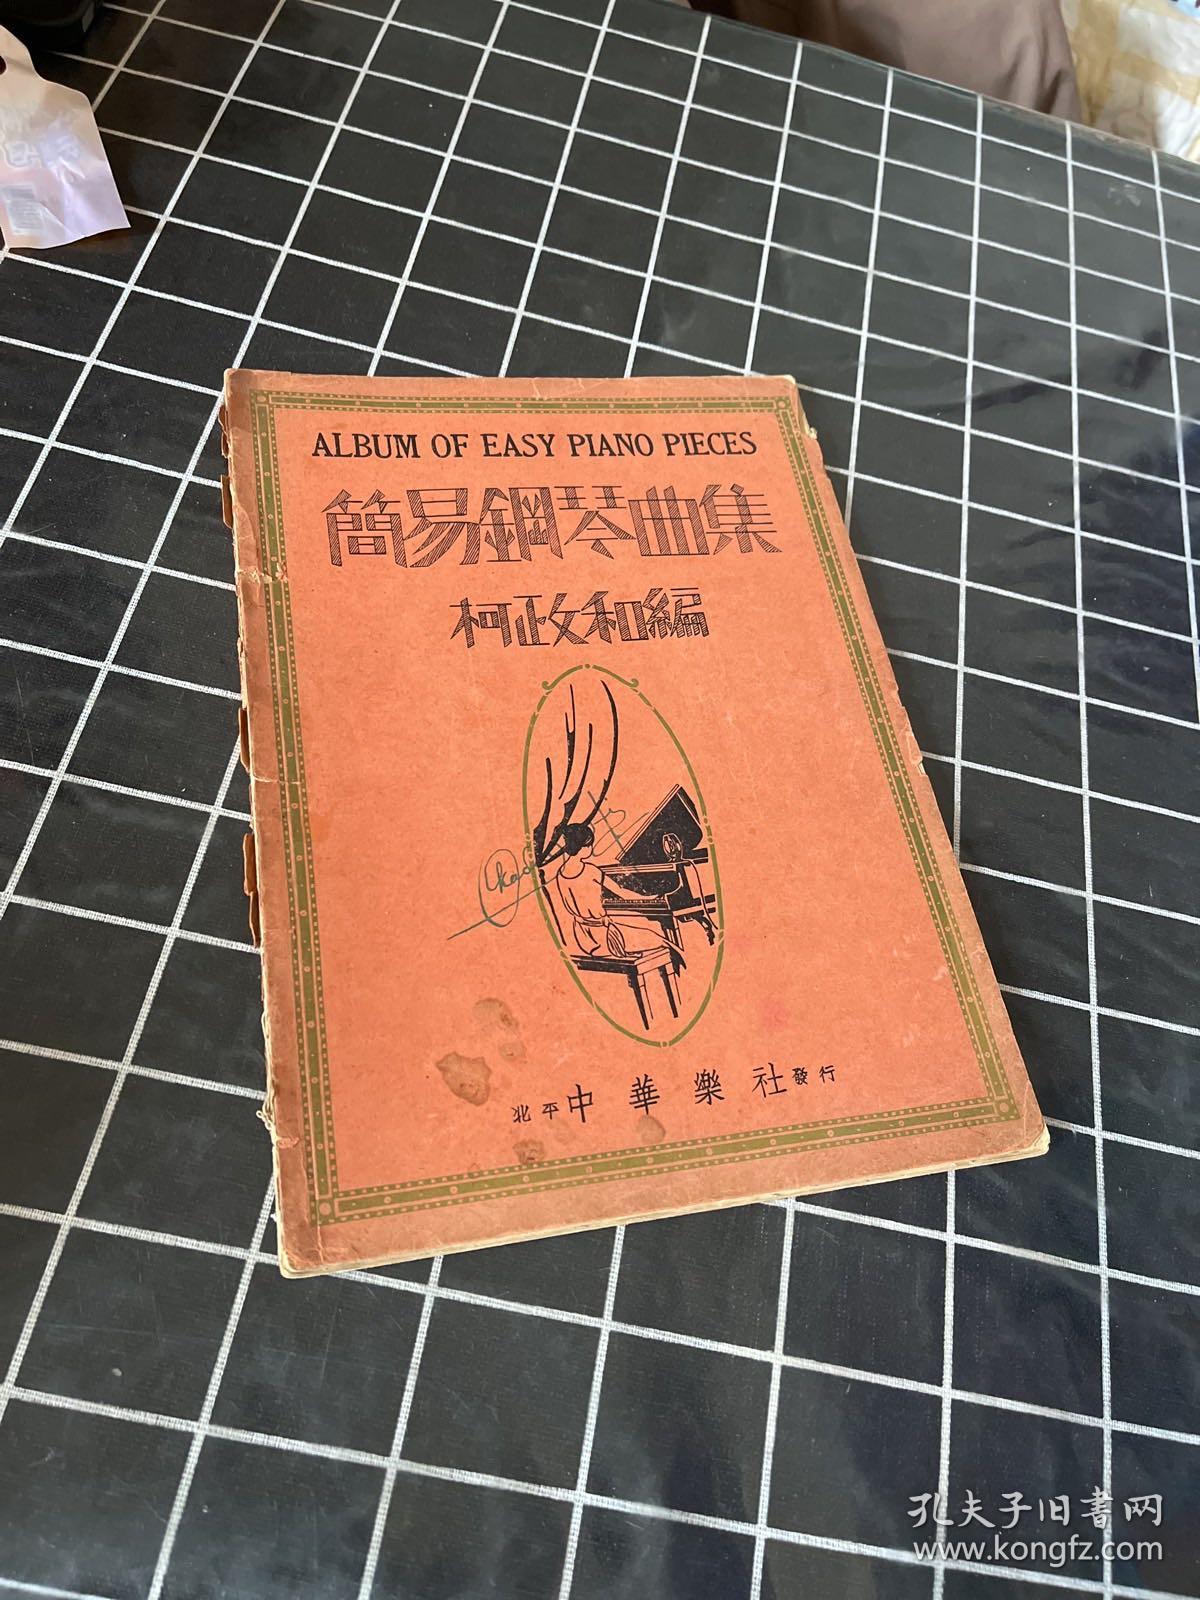 ALBUM OF EASY PIANO PIECES
簡易鋼琴曲集
柯政和編
北平中華樂社發行
孔夫子旧書网
www.kongfz.com